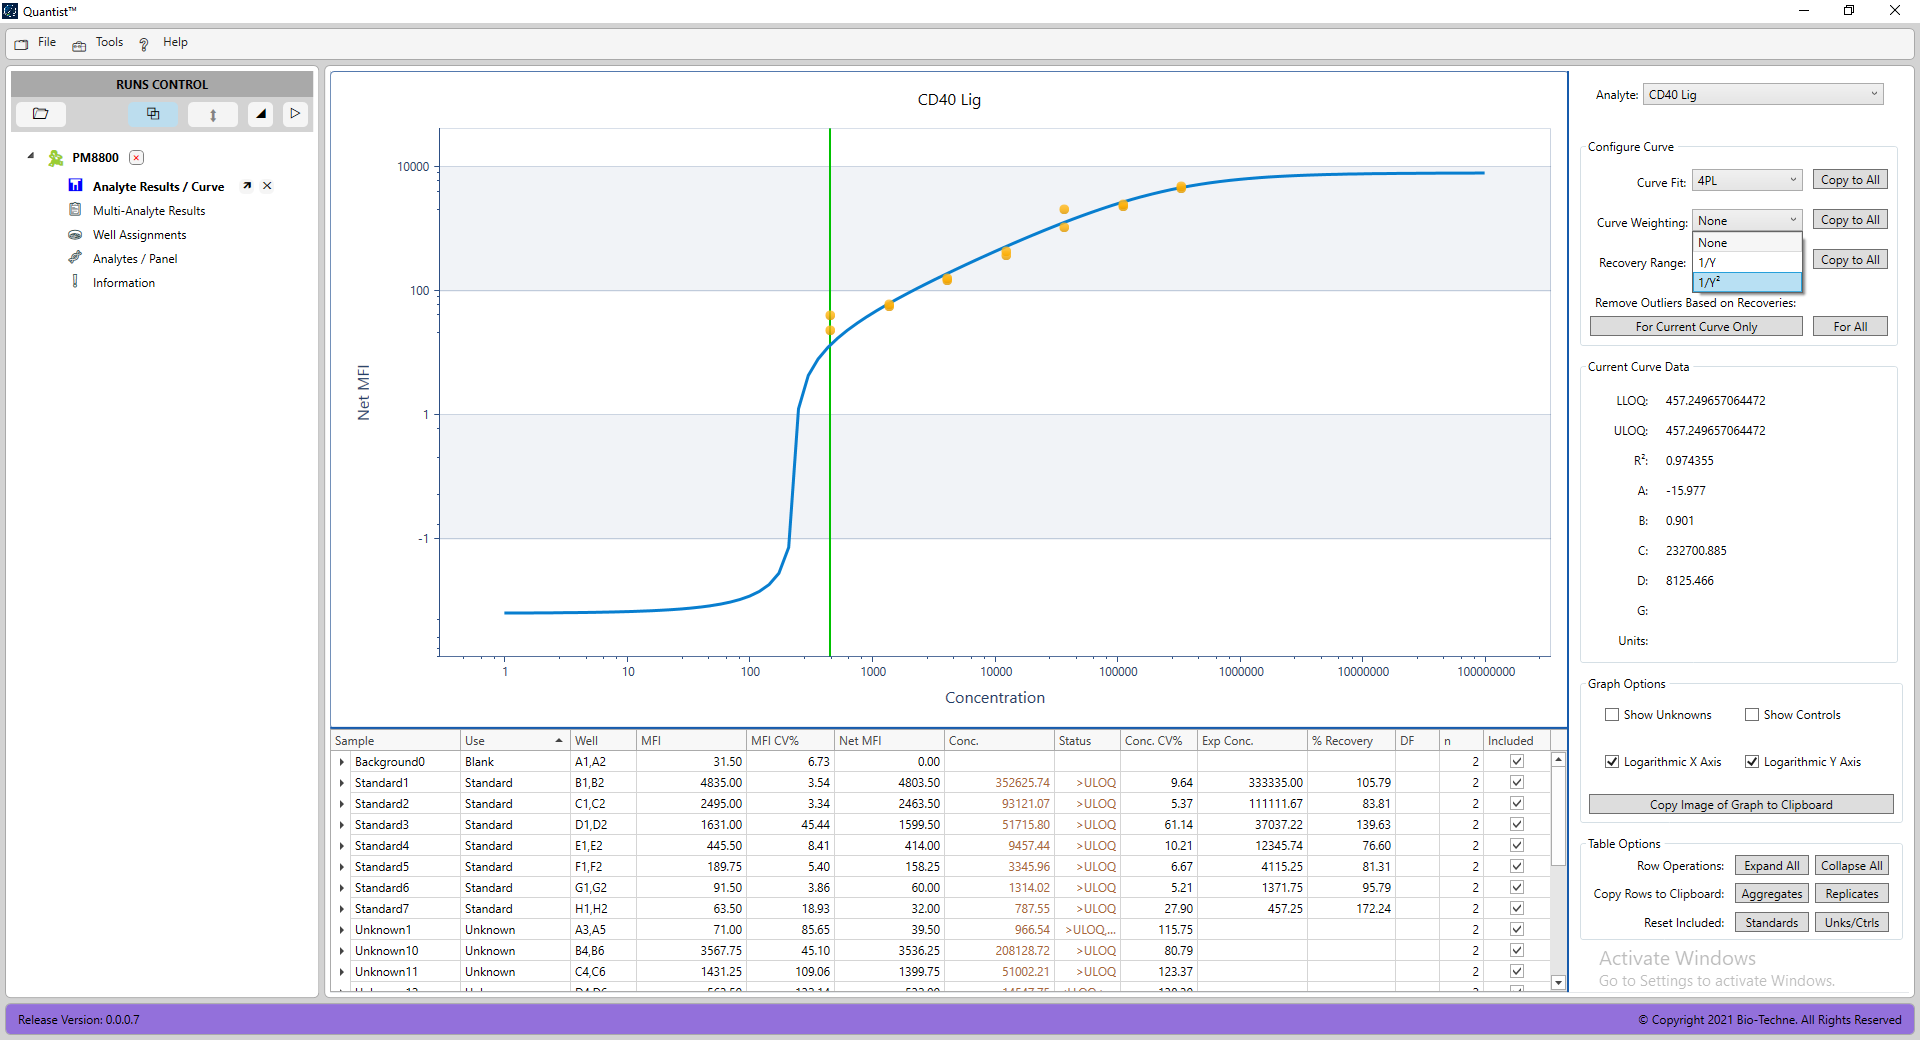 Quantist™
File Tools Help
RUNS CONTROL
PM8800
Analyte Results / Curve
Multi-Analyte Results
Well Assignments
Analytes / Panel
Information
CD40 Lig
Net MFI
10000
100
1
-1
1 10 100 1000 10000 100000 1000000 10000000 100000000
Concentration
Sample Use Well MFI MFI CV% Net MFI Conc. Status Conc. CV% Exp Conc. % Recovery DF n Included
Background0 Blank A1,A2 31.50 6.73 0.00 2
Standard1 Standard B1,B2 4835.00 3.54 4803.50 352625.74 >ULOQ 9.64 333335.00 105.79 2
Standard2 Standard C1,C2 2495.00 3.34 2463.50 93121.07 >ULOQ 5.37 111111.67 83.81 2
Standard3 Standard D1,D2 1631.00 45.44 1599.50 51715.80 >ULOQ 61.14 37037.22 139.63 2
Standard4 Standard E1,E2 445.50 8.41 414.00 9457.44 >ULOQ 10.21 12345.74 76.60 2
Standard5 Standard F1,F2 189.75 5.40 158.25 3345.96 >ULOQ 6.67 4115.25 81.31 2
Standard6 Standard G1,G2 91.50 3.86 60.00 1314.02 >ULOQ 5.21 1371.75 95.79 2
Standard7 Standard H1,H2 63.50 18.93 32.00 787.55 >ULOQ 27.90 457.25 172.24 2
Unknown1 Unknown A3,A5 71.00 85.65 39.50 966.54 >ULOQ,... 115.75 2
Unknown10 Unknown B4,B6 3567.75 45.10 3536.25 208128.72 >ULOQ 80.79 2
Unknown11 Unknown C4,C6 1431.25 109.06 1399.75 51002.21 >ULOQ 123.37 2
Analyte: CD40 Lig
Configure Curve
Curve Fit: 4PL Copy to All
Curve Weighting: None Copy to All
None
1/Y
1/Y²
Recovery Range: Copy to All
Remove Outliers Based on Recoveries:
For Current Curve Only For All
Current Curve Data
LLOQ: 457.249657064472
ULOQ: 457.249657064472
R²: 0.974355
A: -15.977
B: 0.901
C: 232700.885
D: 8125.466
G:
Units:
Graph Options
Show Unknowns Show Controls
Logarithmic X Axis Logarithmic Y Axis
Copy Image of Graph to Clipboard
Table Options
Row Operations: Expand All Collapse All
Copy Rows to Clipboard: Aggregates Replicates
Reset Included: Standards Unks/Ctrls
Activate Windows
Go to Settings to activate Windows.
Release Version: 0.0.0.7
© Copyright 2021 Bio-Techne. All Rights Reserved